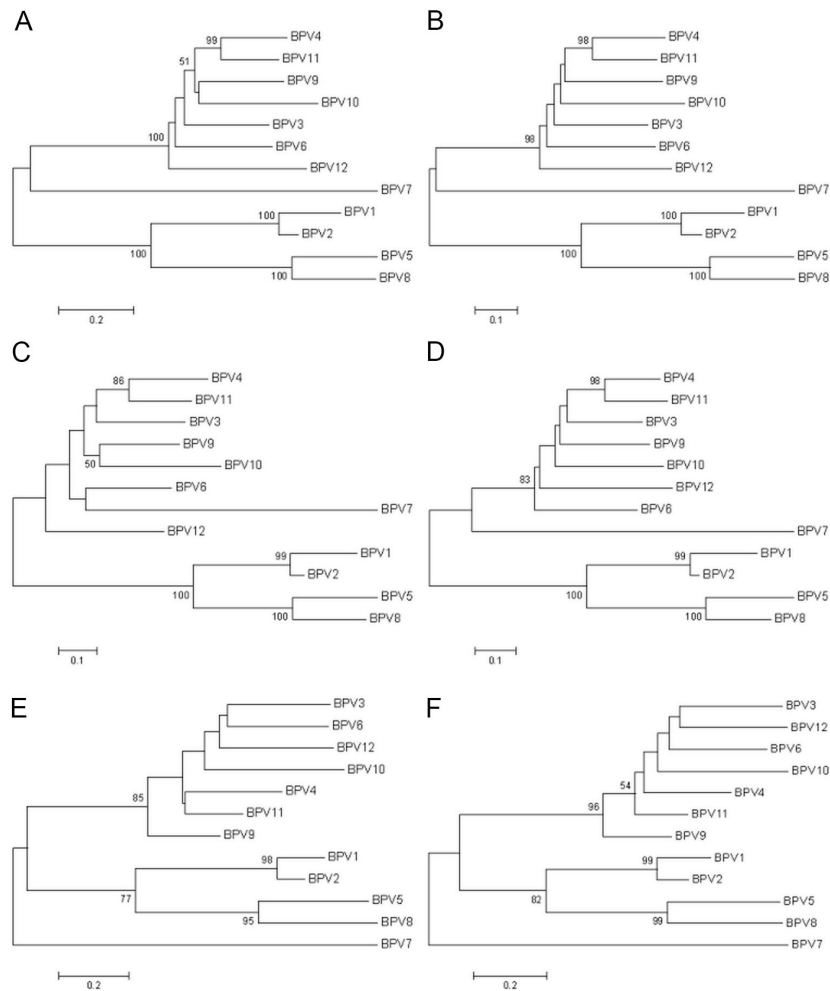 A
99 BPV4
BPV11
51
BPV9
BPV10
100 BPV3
BPV6
BPV12
BPV7
100 BPV1
BPV2
100
BPV5
100 BPV8
0.2
B
98 BPV4
BPV11
BPV9
BPV10
BPV3
98 BPV6
BPV12
BPV7
100 BPV1
BPV2
100
BPV5
100 BPV8
0.1
C
86 BPV4
BPV11
BPV3
BPV9
50 BPV10
BPV6
BPV7
BPV12
99 BPV1
BPV2
100 BPV5
100 BPV8
0.1
D
98 BPV4
BPV11
BPV3
BPV9
BPV10
83 BPV12
BPV6
BPV7
99 BPV1
BPV2
100 BPV5
100 BPV8
0.1
E
BPV3
BPV6
BPV12
BPV10
85 BPV4
BPV11
BPV9
98 BPV1
BPV2
77 BPV5
95 BPV8
BPV7
0.2
F
BPV3
BPV12
BPV6
BPV10
54 BPV4
96 BPV11
BPV9
99 BPV1
BPV2
82 BPV5
99 BPV8
BPV7
0.2